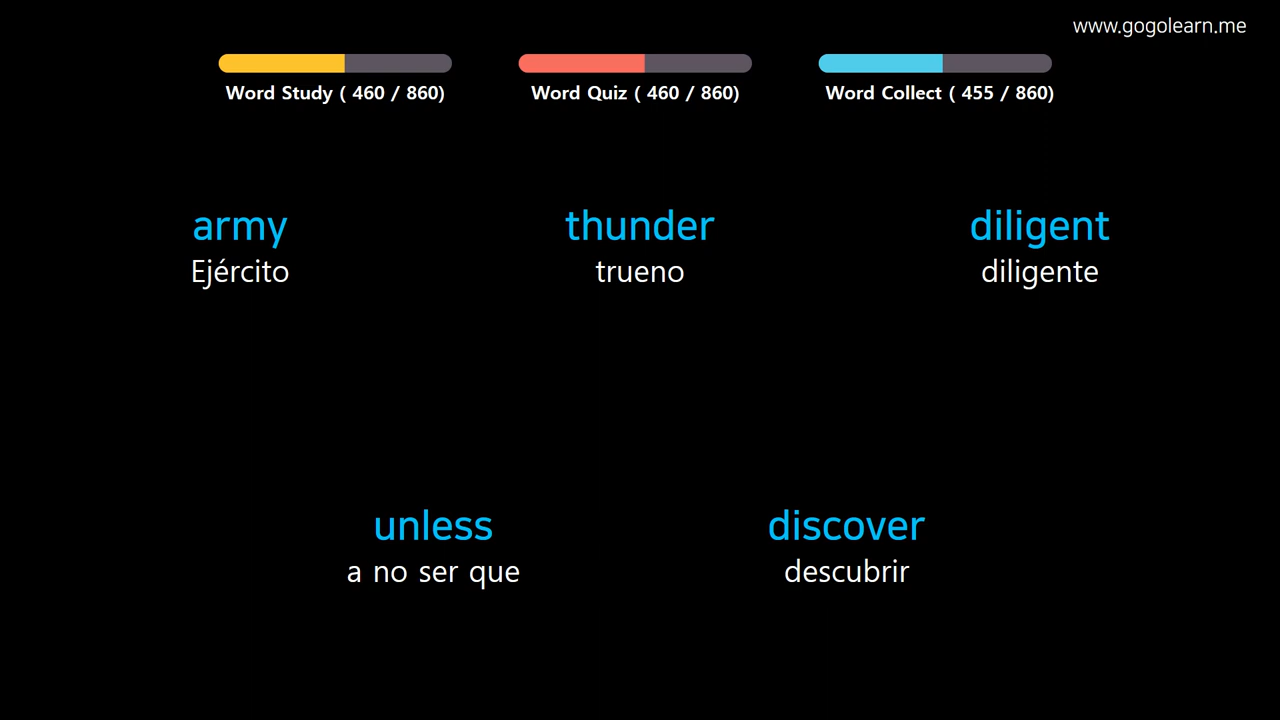 www.gogolearn.me
Word Study ( 460 / 860)
Word Quiz ( 460 / 860)
Word Collect ( 455 / 860)
army
Ejército
thunder
trueno
diligent
diligente
unless
a no ser que
discover
descubrir